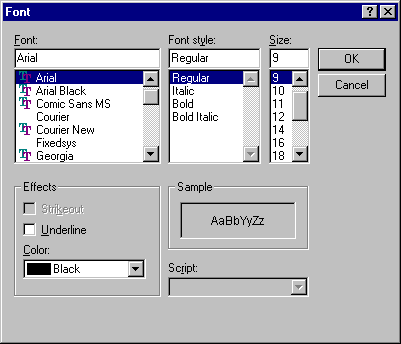 Font
? X
Font: Font style: Size:
Arial Regular 9 OK
Arial Regular 9 Cancel
Arial Black Italic 10
Comic Sans MS Bold 11
Courier Bold Italic 12
Courier New 14
Fixedsys 16
Georgia 18
Effects Sample
Strikeout
Underline AaBbYyZz
Color:
Black
Script: